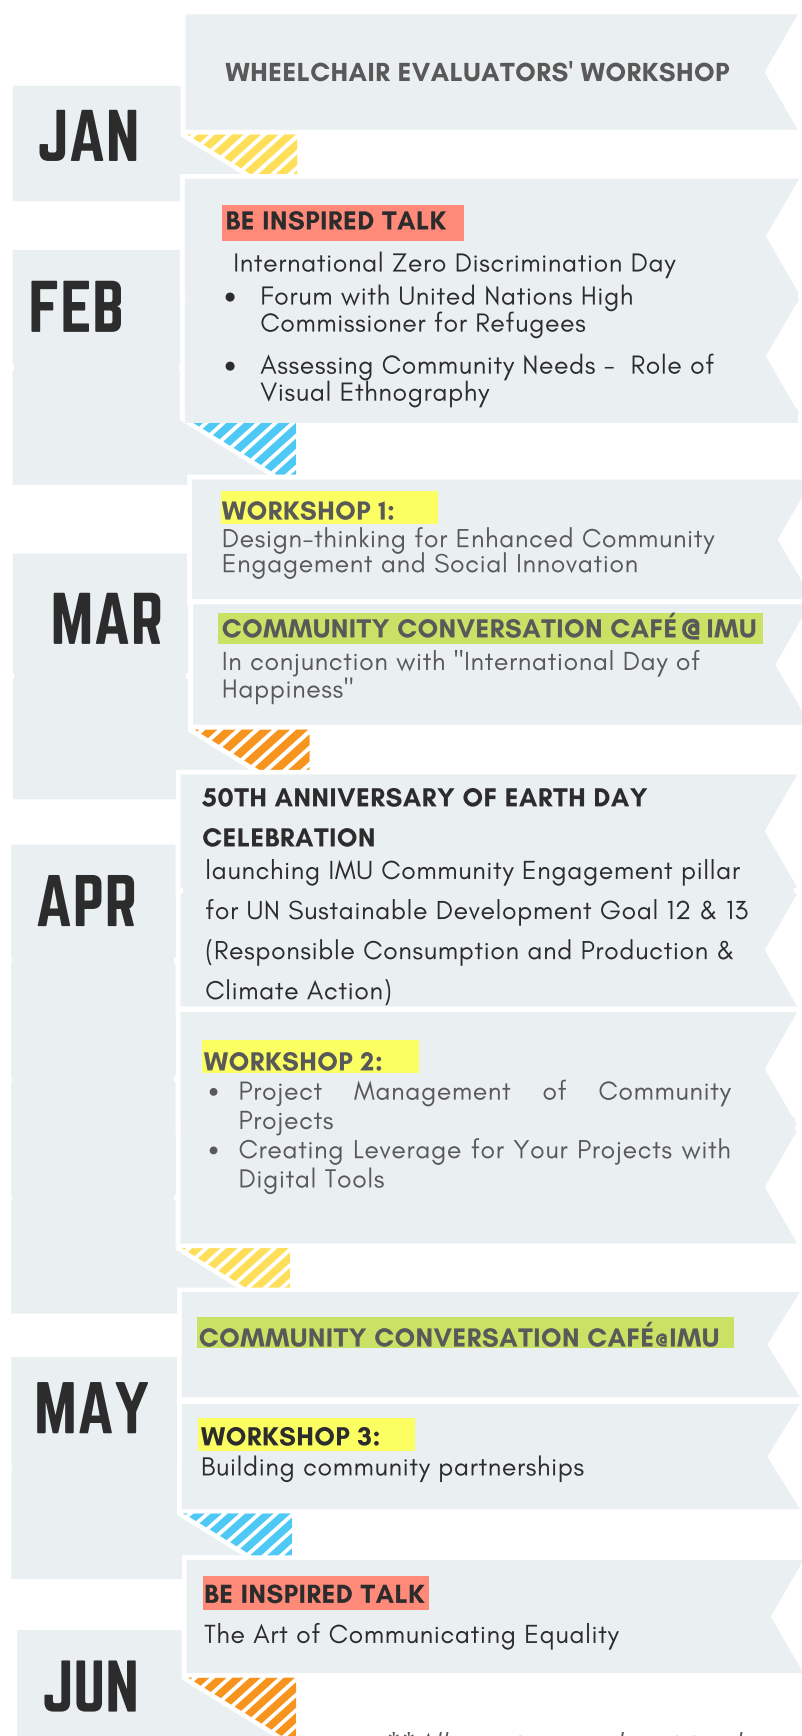 WHEELCHAIR EVALUATORS' WORKSHOP
JAN
BE INSPIRED TALK
International Zero Discrimination Day
FEB
• Forum with United Nations High
Commissioner for Refugees
• Assessing Community Needs - Role of
Visual Ethnography
WORKSHOP 1:
Design-thinking for Enhanced Community
Engagement and Social Innovation
MAR
COMMUNITY CONVERSATION CAFÉ@IMU
In conjunction with "International Day of
Happiness"
50TH ANNIVERSARY OF EARTH DAY
CELEBRATION
launching IMU Community Engagement pillar
APR
for UN Sustainable Development Goal 12 & 13
(Responsible Consumption and Production &
Climate Action)
WORKSHOP 2:
• Project Management of Community
Projects
• Creating Leverage for Your Projects with
Digital Tools
COMMUNITY CONVERSATION CAFÉ@IMU
MAY
WORKSHOP 3:
Building community partnerships
BE INSPIRED TALK
The Art of Communicating Equality
JUN